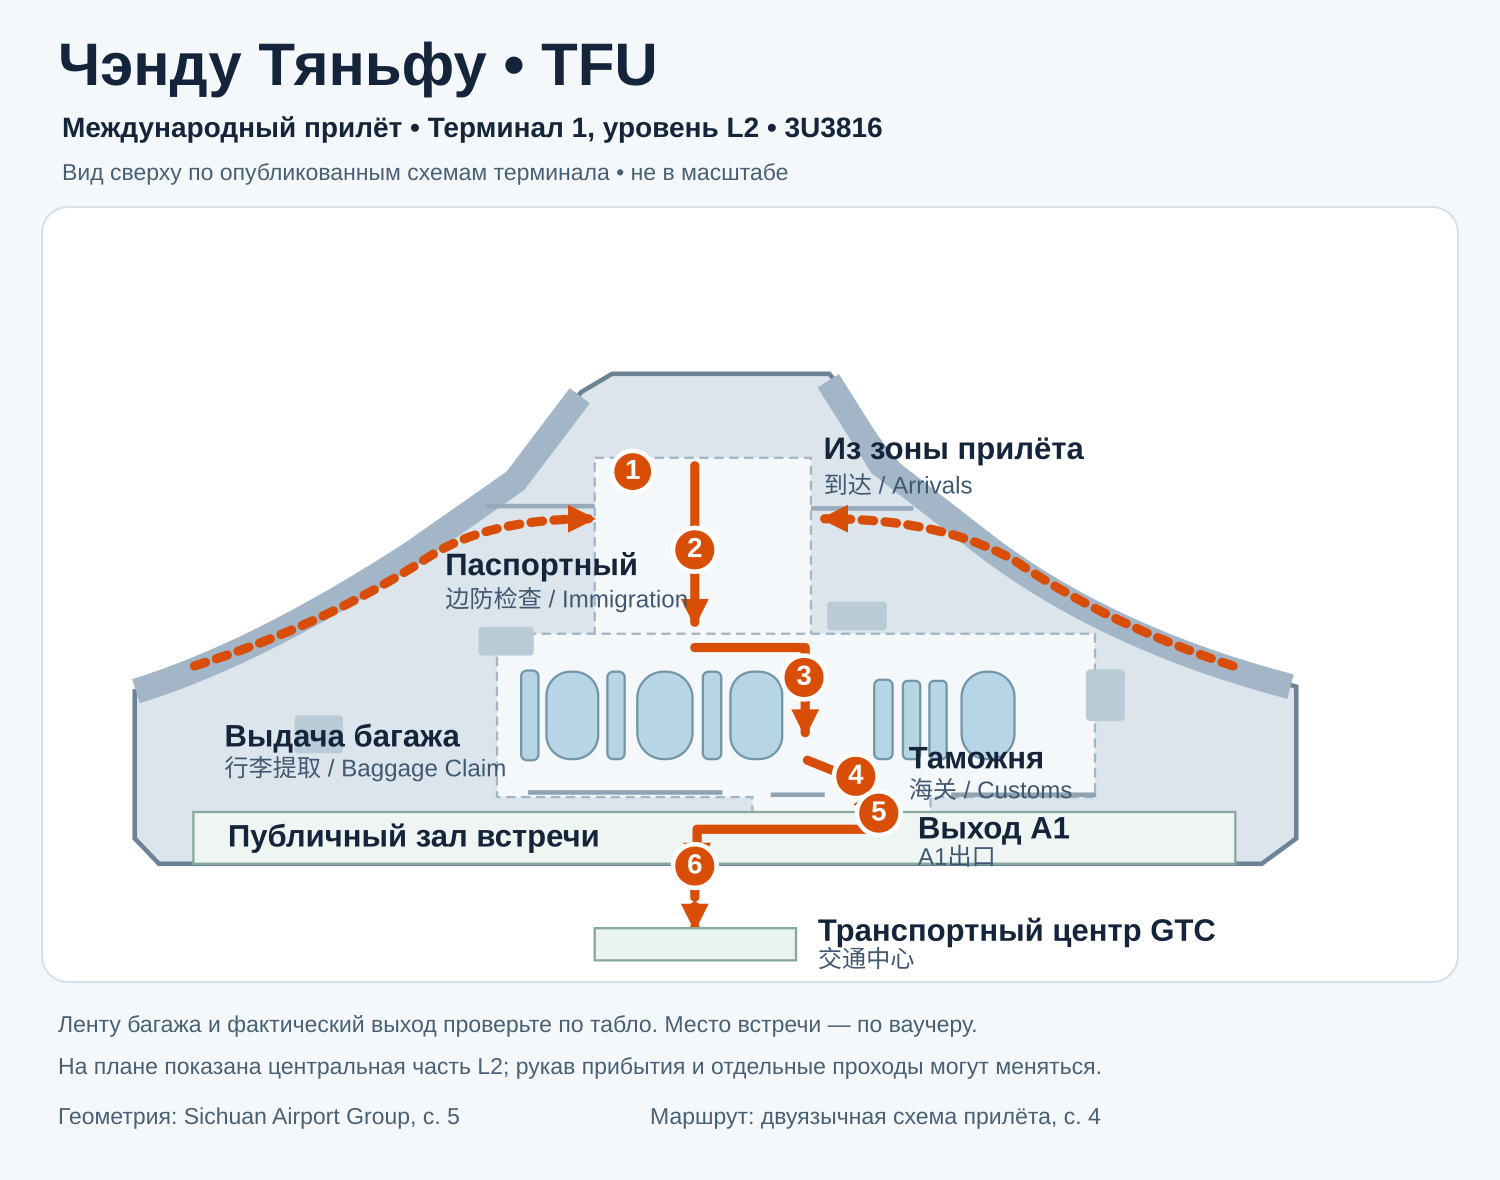 Чэнду Тяньфу • TFU
Международный прилёт • Терминал 1, уровень L2 • 3U3816
Вид сверху по опубликованным схемам терминала • не в масштабе
Из зоны прилёта
到达 / Arrivals
1
2
Паспортный
边防检查 / Immigration
3
Выдача багажа
行李提取 / Baggage Claim
4
Таможня
海关 / Customs
5
Публичный зал встречи
Выход A1
A1出口
6
Транспортный центр GTC
交通中心
Ленту багажа и фактический выход проверьте по табло. Место встречи — по ваучеру.
На плане показана центральная часть L2; рукав прибытия и отдельные проходы могут меняться.
Геометрия: Sichuan Airport Group, с. 5
Маршрут: двуязычная схема прилёта, с. 4